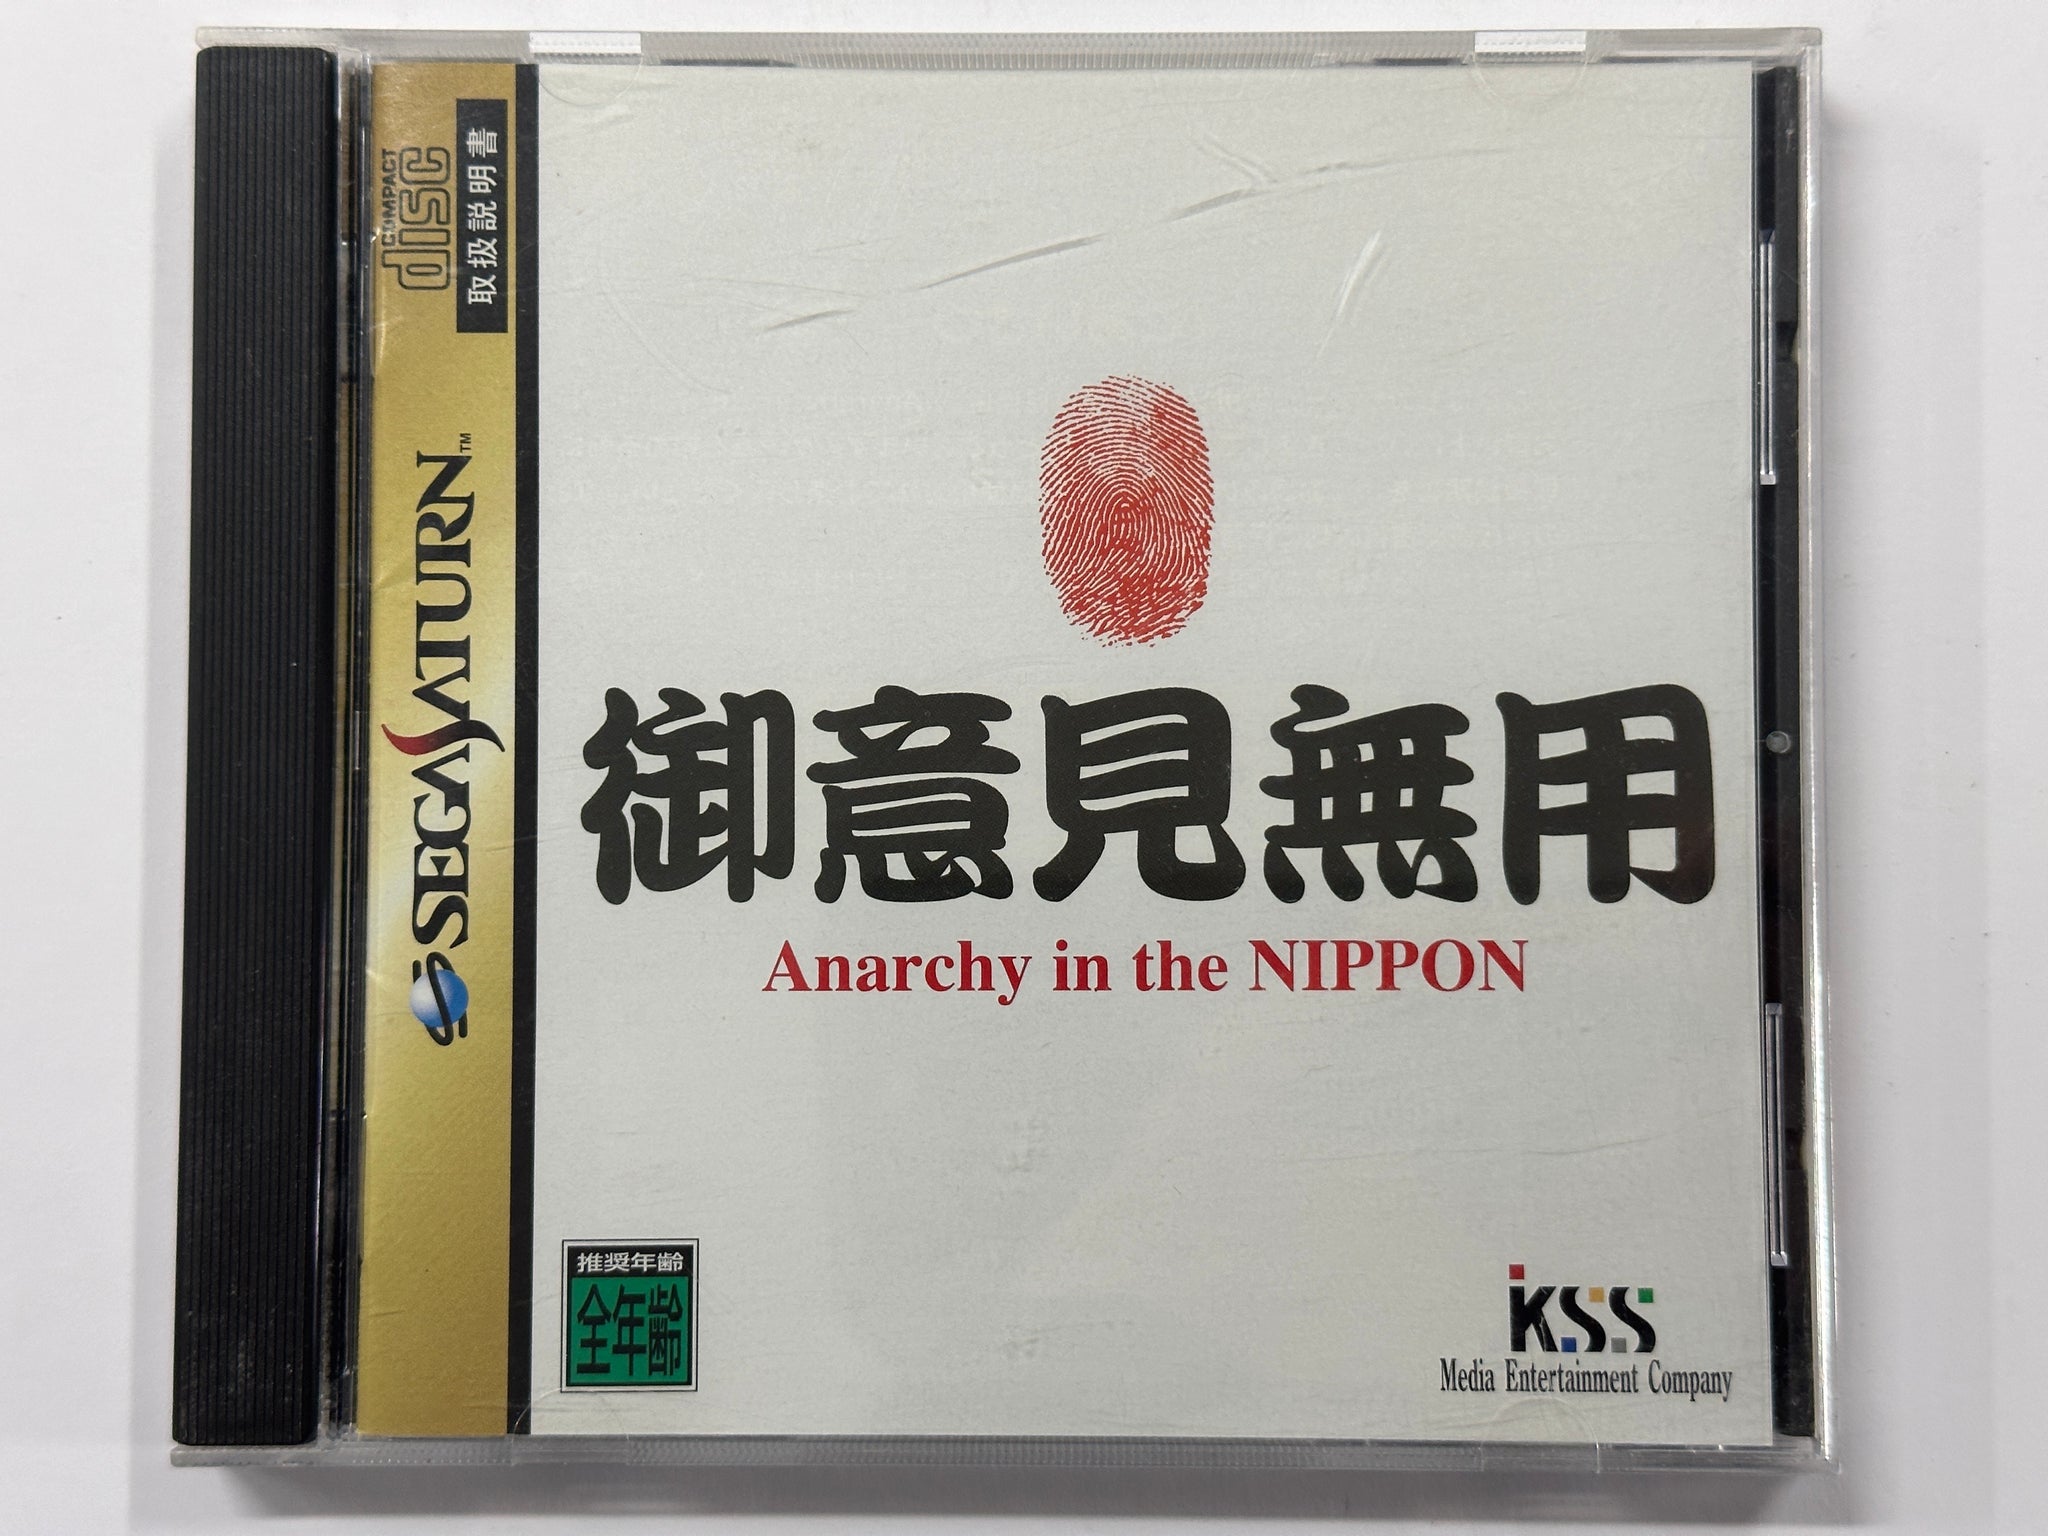 COMPACT
disc
取扱説明書
SEGA SATURN™
御意見無用
Anarchy in the NIPPON
推奨年齢
全年齢
KSS
Media Entertainment Company